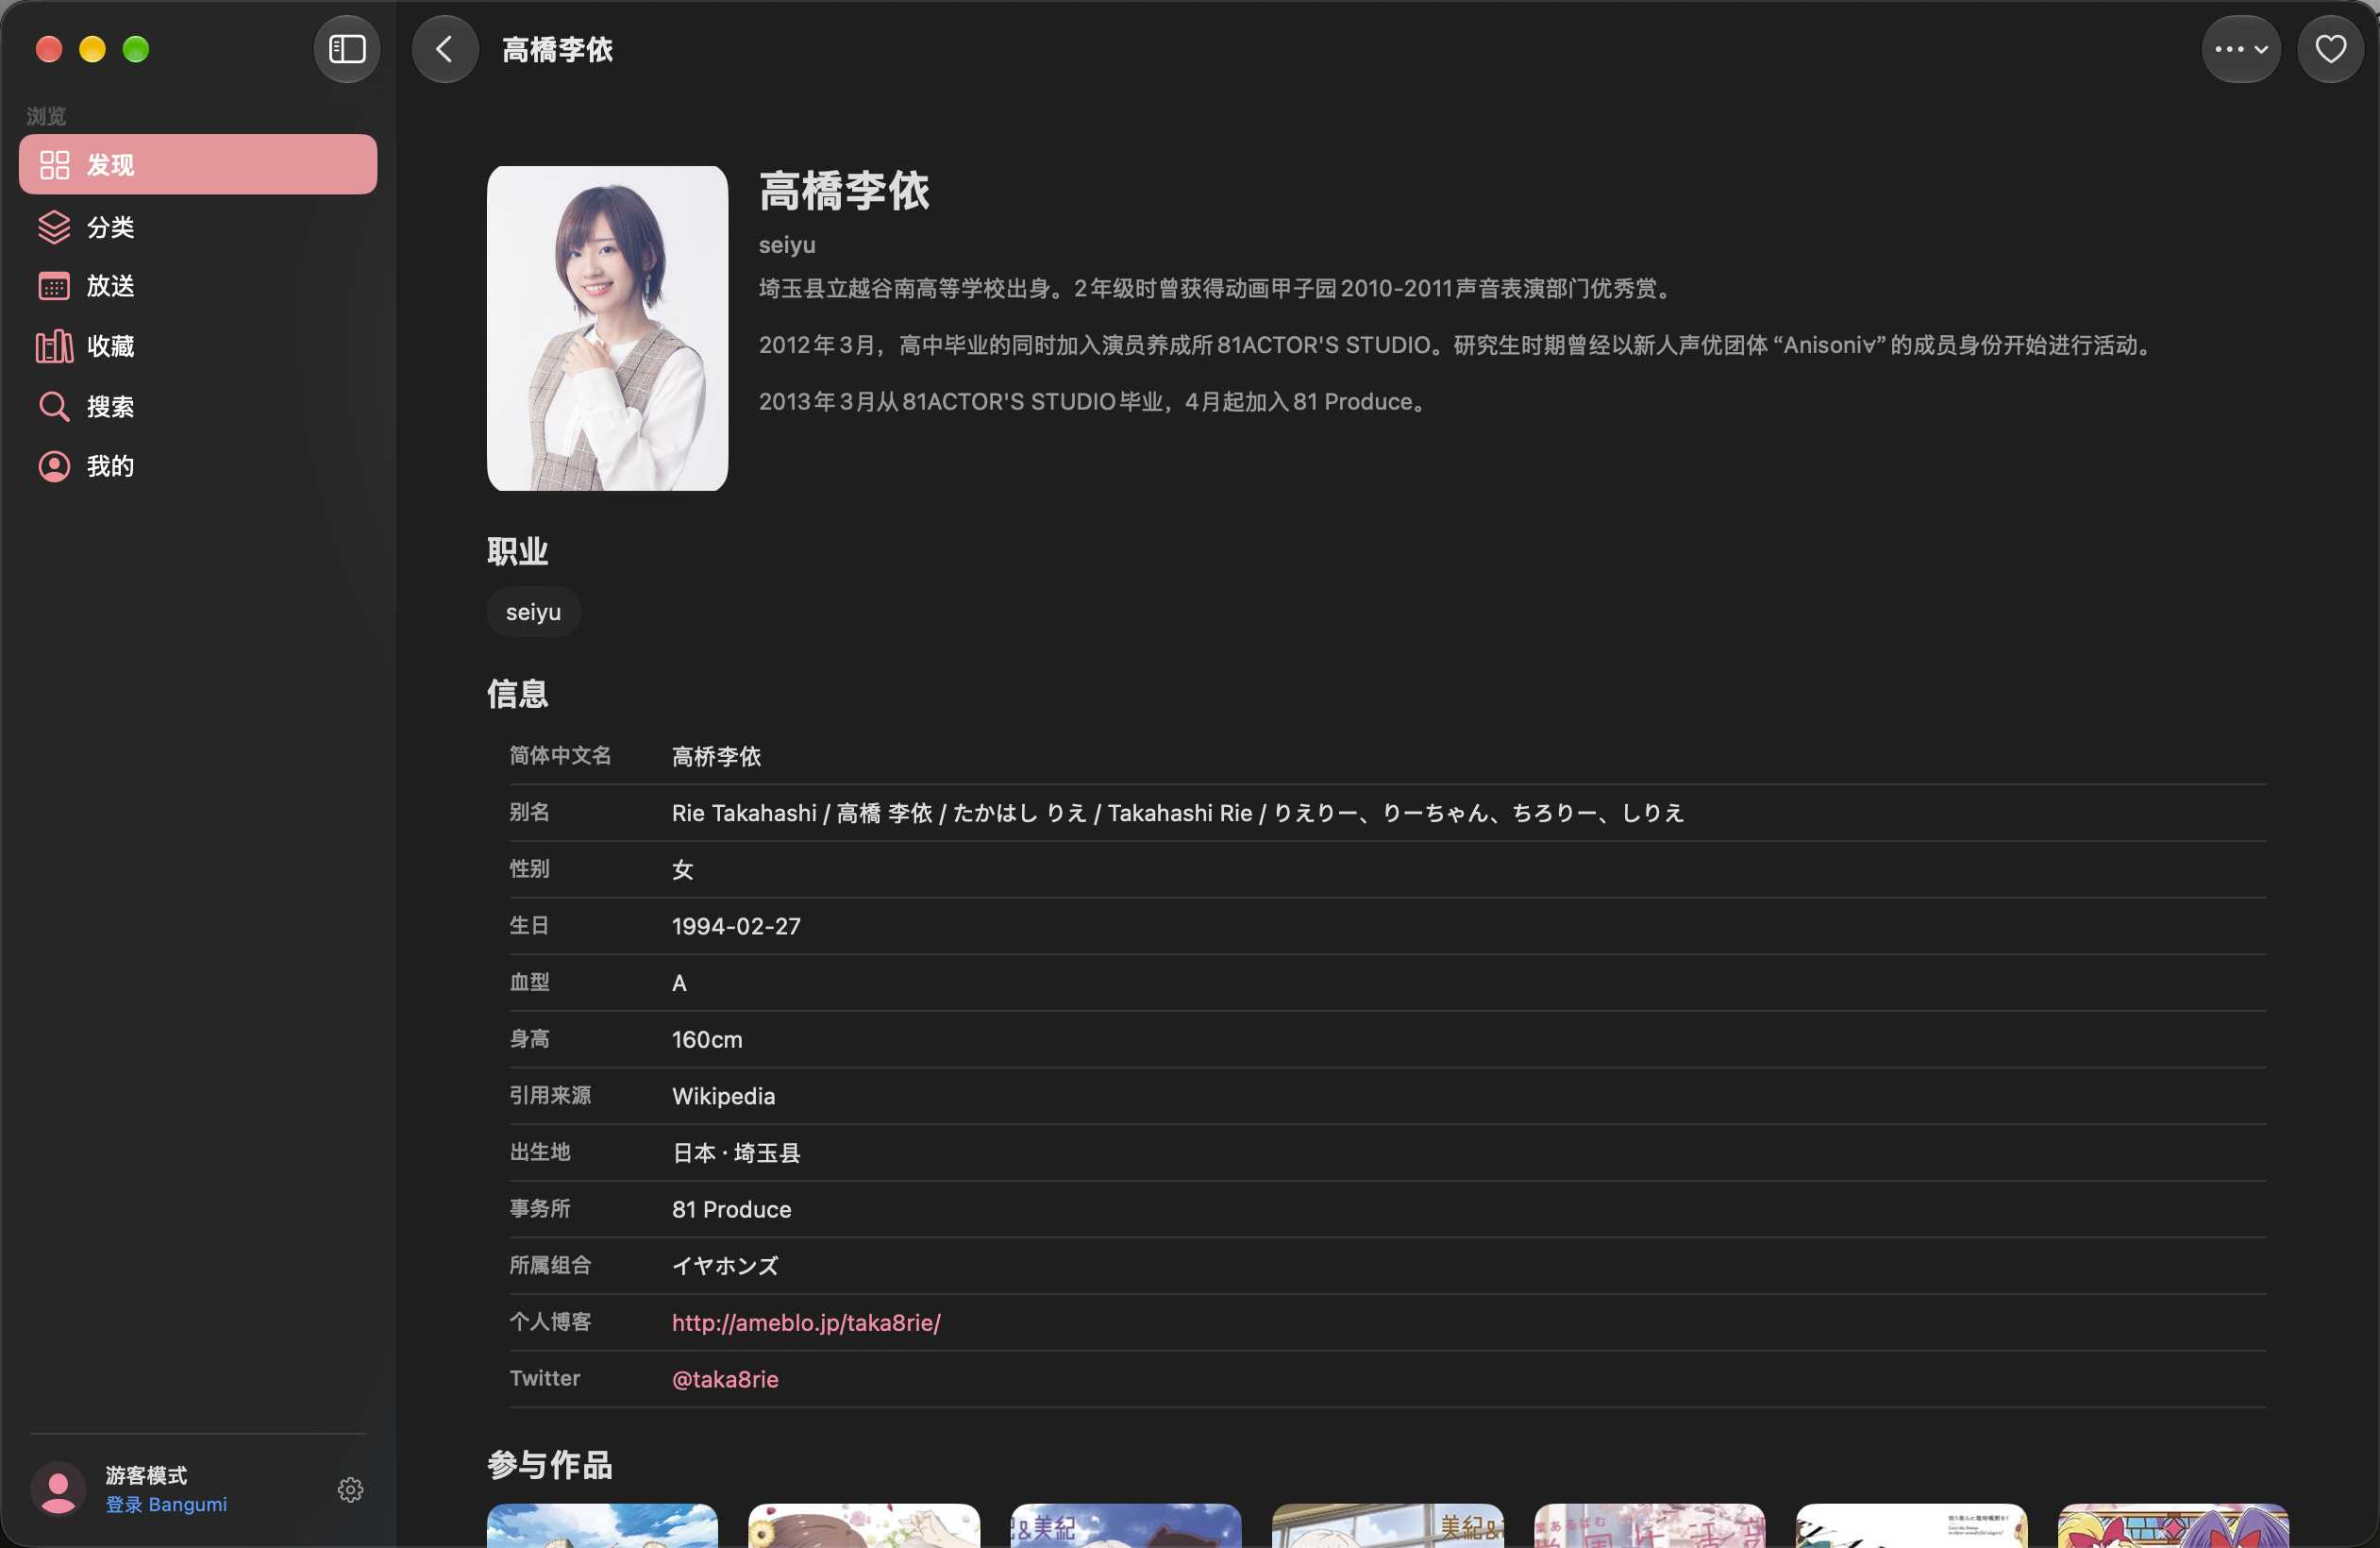 高橋李依
浏览
发现
分类
放送
收藏
搜索
我的
高橋李依
seiyu
埼玉县立越谷南高等学校出身。2年级时曾获得动画甲子园2010-2011声音表演部门优秀赏。
2012年3月，高中毕业的同时加入演员养成所81ACTOR'S STUDIO。研究生时期曾经以新人声优团体“Anisoni∀”的成员身份开始进行活动。
2013年3月从81ACTOR'S STUDIO毕业，4月起加入81 Produce。
职业
seiyu
信息
简体中文名 高桥李依
别名 Rie Takahashi / 高橋 李依 / たかはし りえ / Takahashi Rie / りえりー、りーちゃん、ちろりー、しりえ
性别 女
生日 1994-02-27
血型 A
身高 160cm
引用来源 Wikipedia
出生地 日本 · 埼玉县
事务所 81 Produce
所属组合 イヤホンズ
个人博客 http://ameblo.jp/taka8rie/
Twitter @taka8rie
参与作品
&美紀
美紀&
游客模式
登录 Bangumi